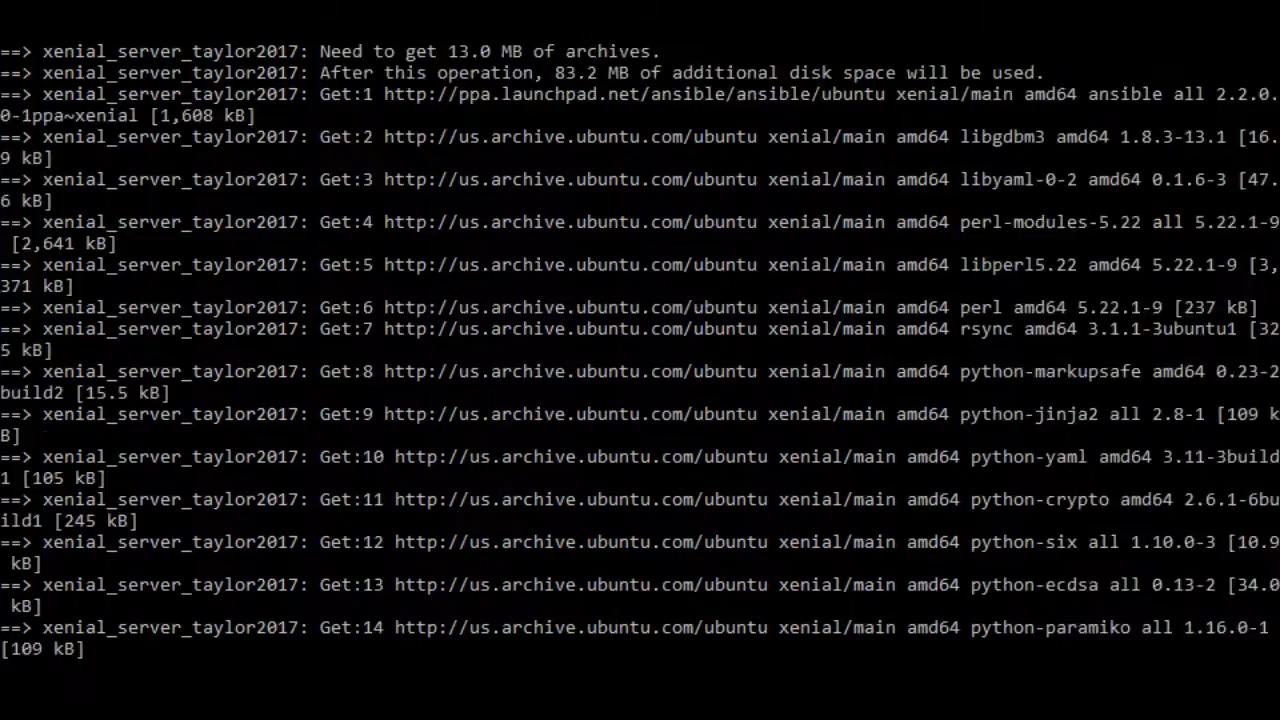 ==> xenial_server_taylor2017: Need to get 13.0 MB of archives.
==> xenial_server_taylor2017: After this operation, 83.2 MB of additional disk space will be used.
==> xenial_server_taylor2017: Get:1 http://ppa.launchpad.net/ansible/ansible/ubuntu xenial/main amd64 ansible all 2.2.0.
0-1ppa~xenial [1,608 kB]
==> xenial_server_taylor2017: Get:2 http://us.archive.ubuntu.com/ubuntu xenial/main amd64 libgdbm3 amd64 1.8.3-13.1 [16.
9 kB]
==> xenial_server_taylor2017: Get:3 http://us.archive.ubuntu.com/ubuntu xenial/main amd64 libyaml-0-2 amd64 0.1.6-3 [47.
6 kB]
==> xenial_server_taylor2017: Get:4 http://us.archive.ubuntu.com/ubuntu xenial/main amd64 perl-modules-5.22 all 5.22.1-9
 [2,641 kB]
==> xenial_server_taylor2017: Get:5 http://us.archive.ubuntu.com/ubuntu xenial/main amd64 libperl5.22 amd64 5.22.1-9 [3,
371 kB]
==> xenial_server_taylor2017: Get:6 http://us.archive.ubuntu.com/ubuntu xenial/main amd64 perl amd64 5.22.1-9 [237 kB]
==> xenial_server_taylor2017: Get:7 http://us.archive.ubuntu.com/ubuntu xenial/main amd64 rsync amd64 3.1.1-3ubuntu1 [32
5 kB]
==> xenial_server_taylor2017: Get:8 http://us.archive.ubuntu.com/ubuntu xenial/main amd64 python-markupsafe amd64 0.23-2
build2 [15.5 kB]
==> xenial_server_taylor2017: Get:9 http://us.archive.ubuntu.com/ubuntu xenial/main amd64 python-jinja2 all 2.8-1 [109 k
B]
==> xenial_server_taylor2017: Get:10 http://us.archive.ubuntu.com/ubuntu xenial/main amd64 python-yaml amd64 3.11-3build
1 [105 kB]
==> xenial_server_taylor2017: Get:11 http://us.archive.ubuntu.com/ubuntu xenial/main amd64 python-crypto amd64 2.6.1-6bu
ild1 [245 kB]
==> xenial_server_taylor2017: Get:12 http://us.archive.ubuntu.com/ubuntu xenial/main amd64 python-six all 1.10.0-3 [10.9
 kB]
==> xenial_server_taylor2017: Get:13 http://us.archive.ubuntu.com/ubuntu xenial/main amd64 python-ecdsa all 0.13-2 [34.0
 kB]
==> xenial_server_taylor2017: Get:14 http://us.archive.ubuntu.com/ubuntu xenial/main amd64 python-paramiko all 1.16.0-1
[109 kB]